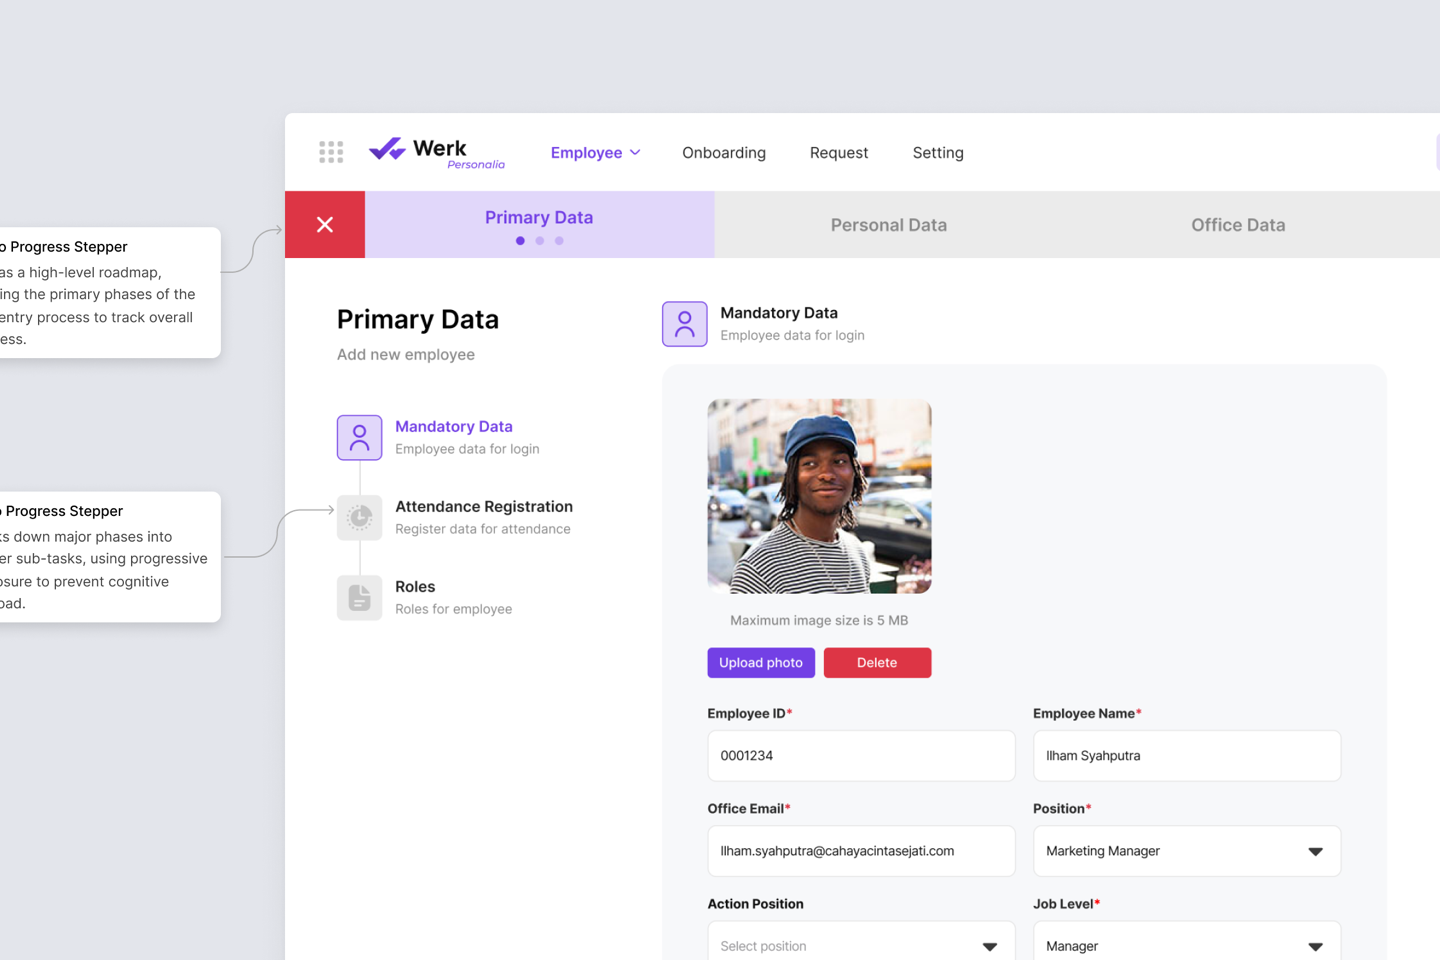 Werk
Personalia
Employee
Onboarding
Request
Setting
Primary Data
Personal Data
Office Data
Progress Stepper
as a high-level roadmap,
the primary phases of the
entry process to track overall
Progress Stepper
down major phases into
sub-tasks, using progressive
to prevent cognitive
Primary Data
Add new employee
Mandatory Data
Employee data for login
Attendance Registration
Register data for attendance
Roles
Roles for employee
Mandatory Data
Employee data for login
Maximum image size is 5 MB
Upload photo
Delete
Employee ID*
0001234
Employee Name*
Ilham Syahputra
Office Email*
Ilham.syahputra@cahayacintasejati.com
Position*
Marketing Manager
Action Position
Select position
Job Level*
Manager